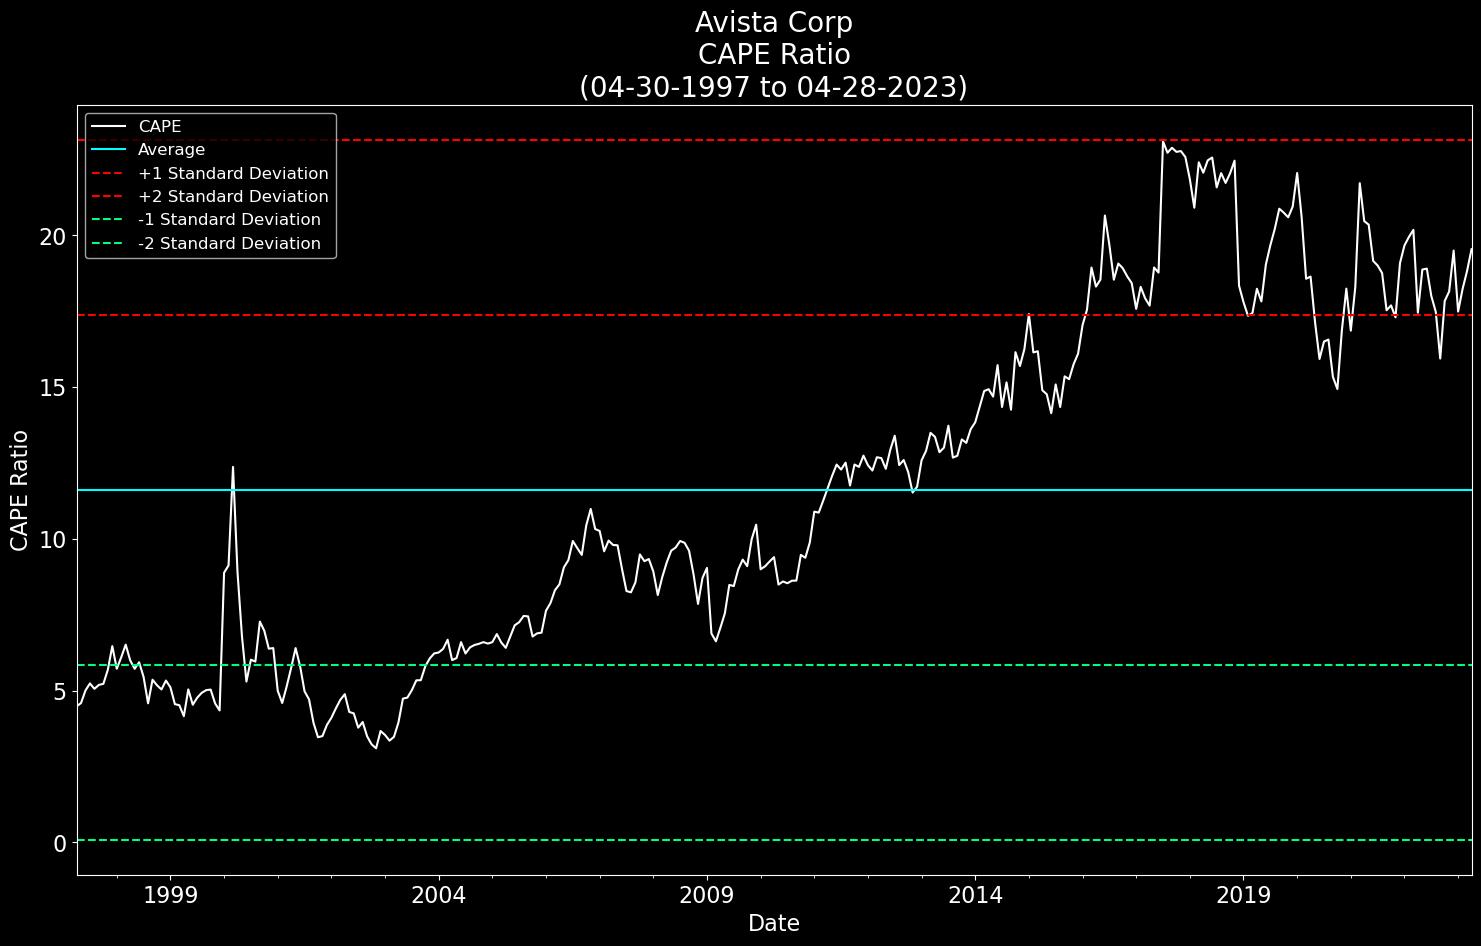 Avista Corp
CAPE Ratio
(04-30-1997 to 04-28-2023)
CAPE
Average
+1 Standard Deviation
+2 Standard Deviation
-1 Standard Deviation
-2 Standard Deviation
20
15
10
5
0
CAPE Ratio
1999
2004
2009
2014
2019
Date